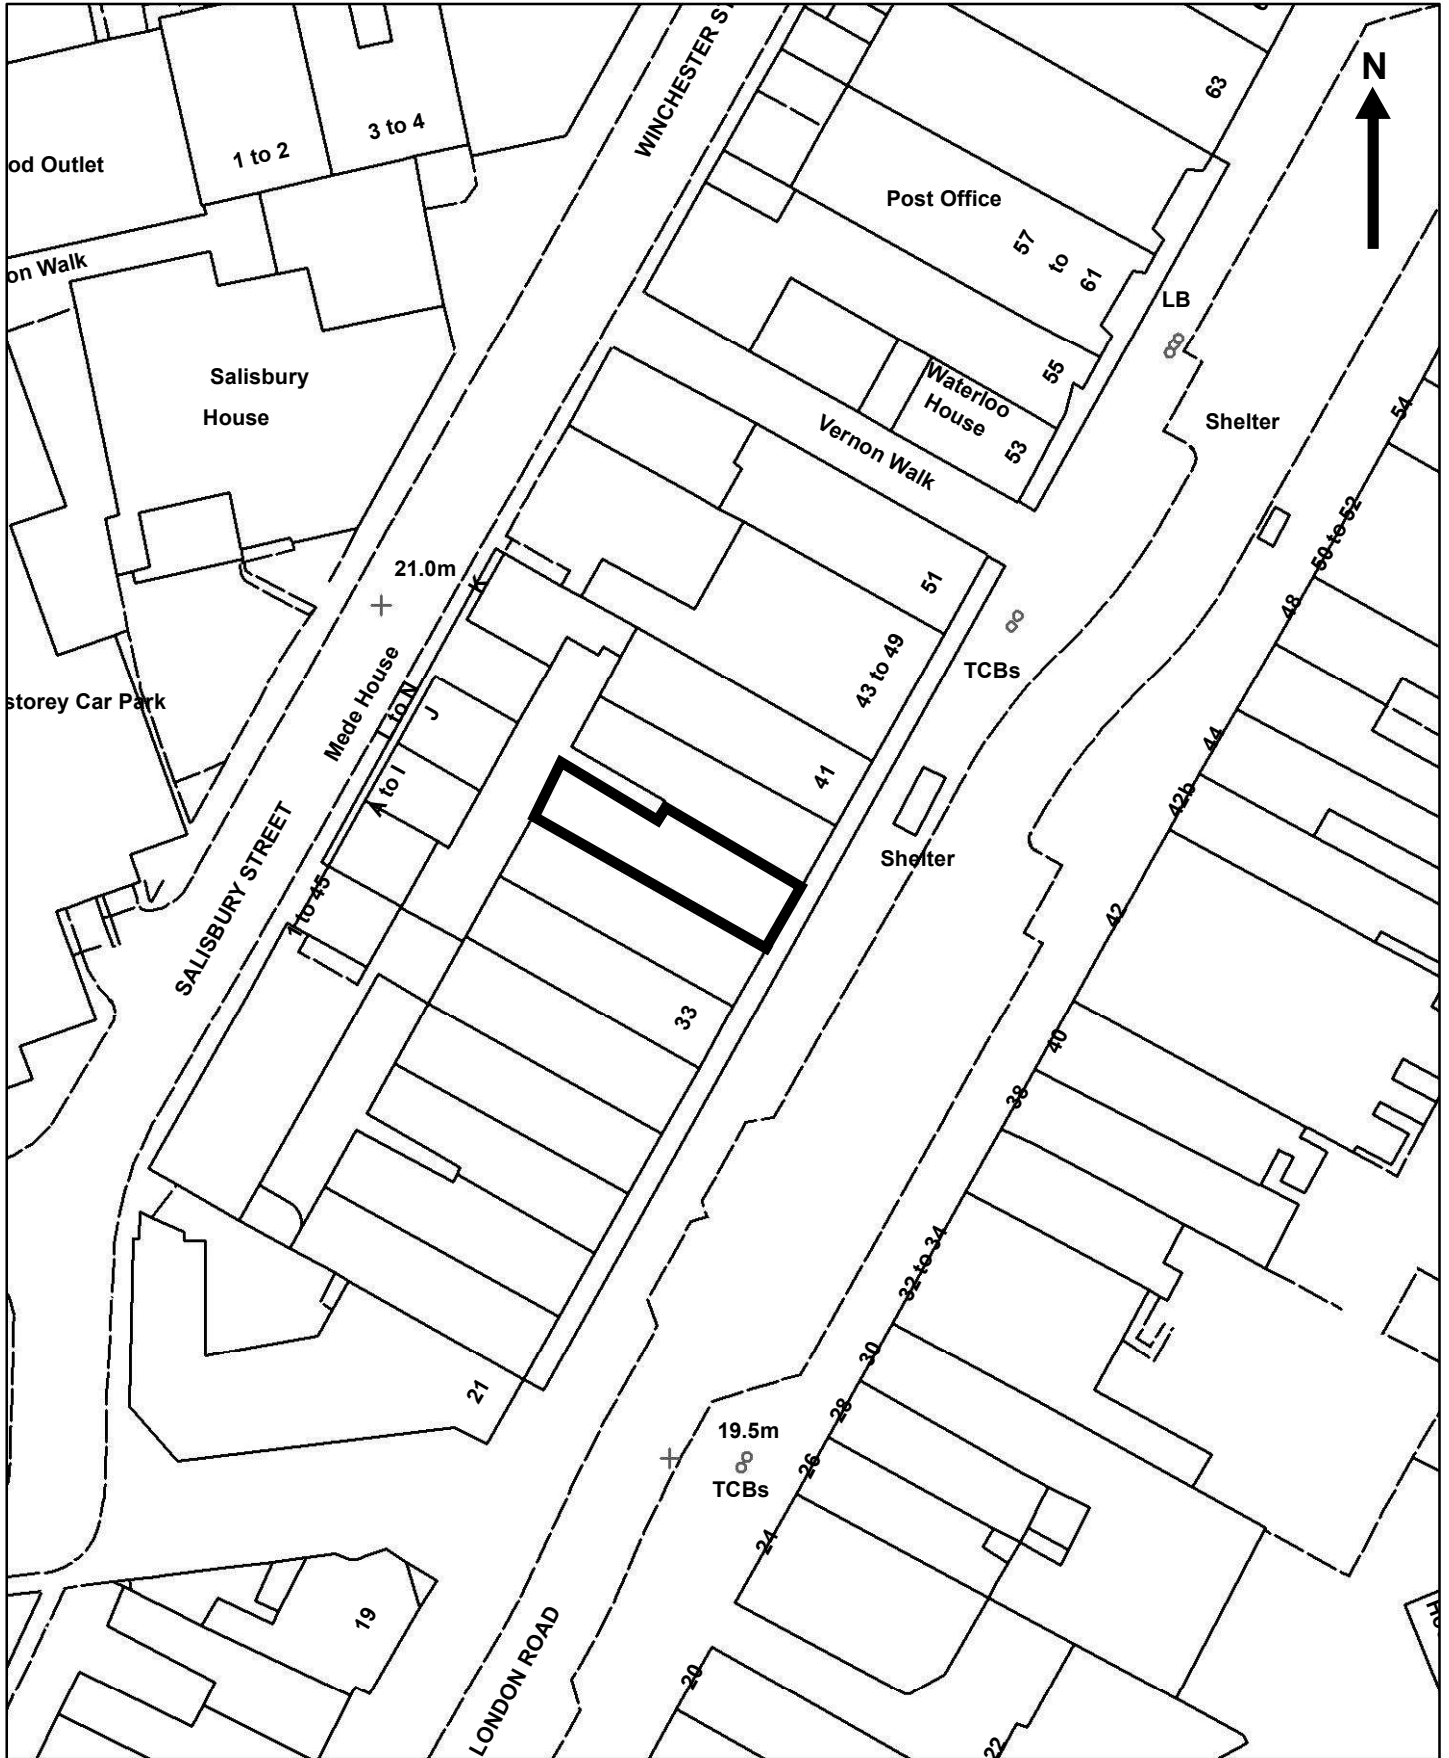 WINCHESTER S
63
N
3 to 4
1 to 2
od Outlet
Post Office
57
to
61
on Walk
LB
Salisbury
House
55
Waterloo
House
53
Vernon Walk
Shelter
54
50 to 52
21.0m
K
51
48
43 to 49
TCBs
Mede House
to N
J
storey Car Park
44
41
A to I
42b
Shelter
SALISBURY STREET
1 to 45
42
33
40
38
32 to 34
30
21
28
19.5m
26
TCBs
24
19
LONDON ROAD
20
22